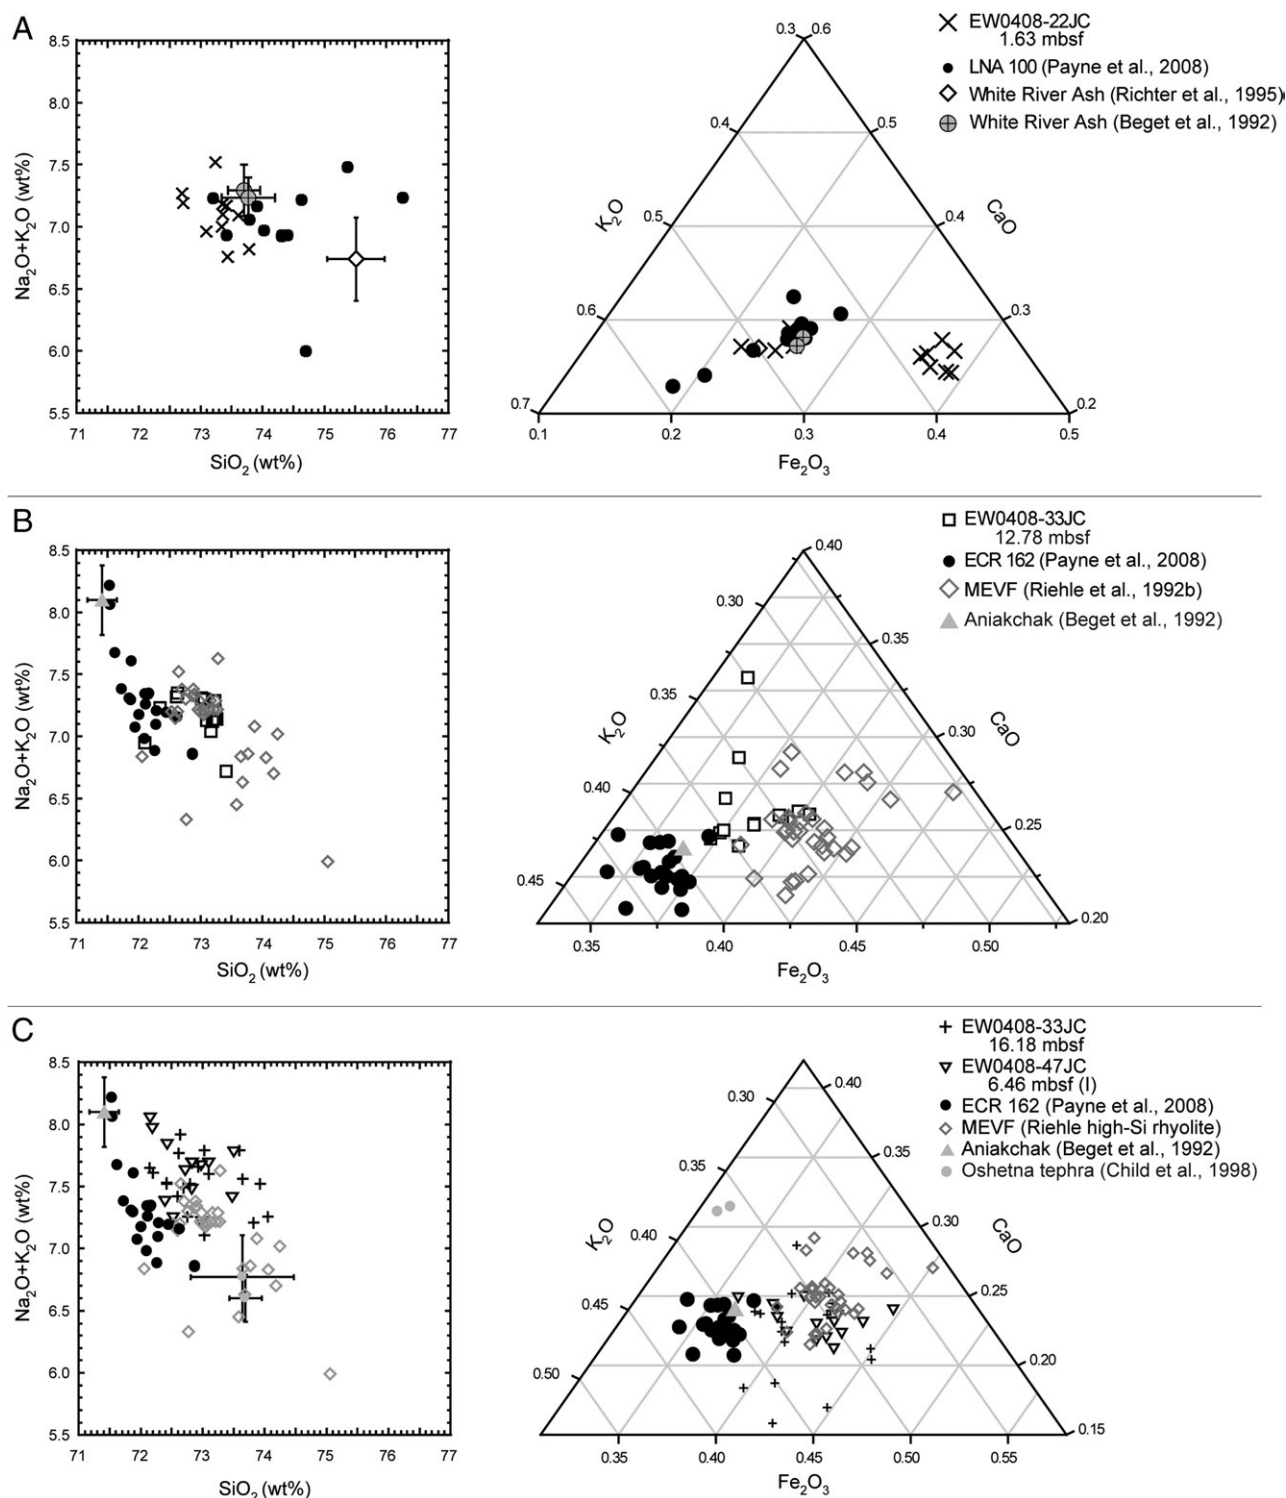 A
8.5
8.0
7.5
7.0
6.5
6.0
5.5
Na2O+K2O (wt%)
71 72 73 74 75 76 77
SiO2 (wt%)
0.3 0.6
0.4 0.5
K2O CaO
0.5 0.4
0.6 0.3
0.7 0.2
0.1 0.2 0.3 0.4 0.5
Fe2O3
EW0408-22JC
1.63 mbsf
LNA 100 (Payne et al., 2008)
White River Ash (Richter et al., 1995)
White River Ash (Beget et al., 1992)
B
8.5
8.0
7.5
7.0
6.5
6.0
5.5
Na2O+K2O (wt%)
71 72 73 74 75 76 77
SiO2 (wt%)
0.40
0.30
0.35
0.35
K2O CaO
0.30
0.40
0.25
0.45
0.20
0.35 0.40 0.45 0.50
Fe2O3
EW0408-33JC
12.78 mbsf
ECR 162 (Payne et al., 2008)
MEVF (Riehle et al., 1992b)
Aniakchak (Beget et al., 1992)
C
8.5
8.0
7.5
7.0
6.5
6.0
5.5
Na2O+K2O (wt%)
71 72 73 74 75 76 77
SiO2 (wt%)
0.40
0.30
0.35
0.35
K2O CaO
0.30
0.40
0.25
0.45
0.20
0.50
0.15
0.35 0.40 0.45 0.50 0.55
Fe2O3
EW0408-33JC
16.18 mbsf
EW0408-47JC
6.46 mbsf (I)
ECR 162 (Payne et al., 2008)
MEVF (Riehle high-Si rhyolite)
Aniakchak (Beget et al., 1992)
Oshetna tephra (Child et al., 1998)